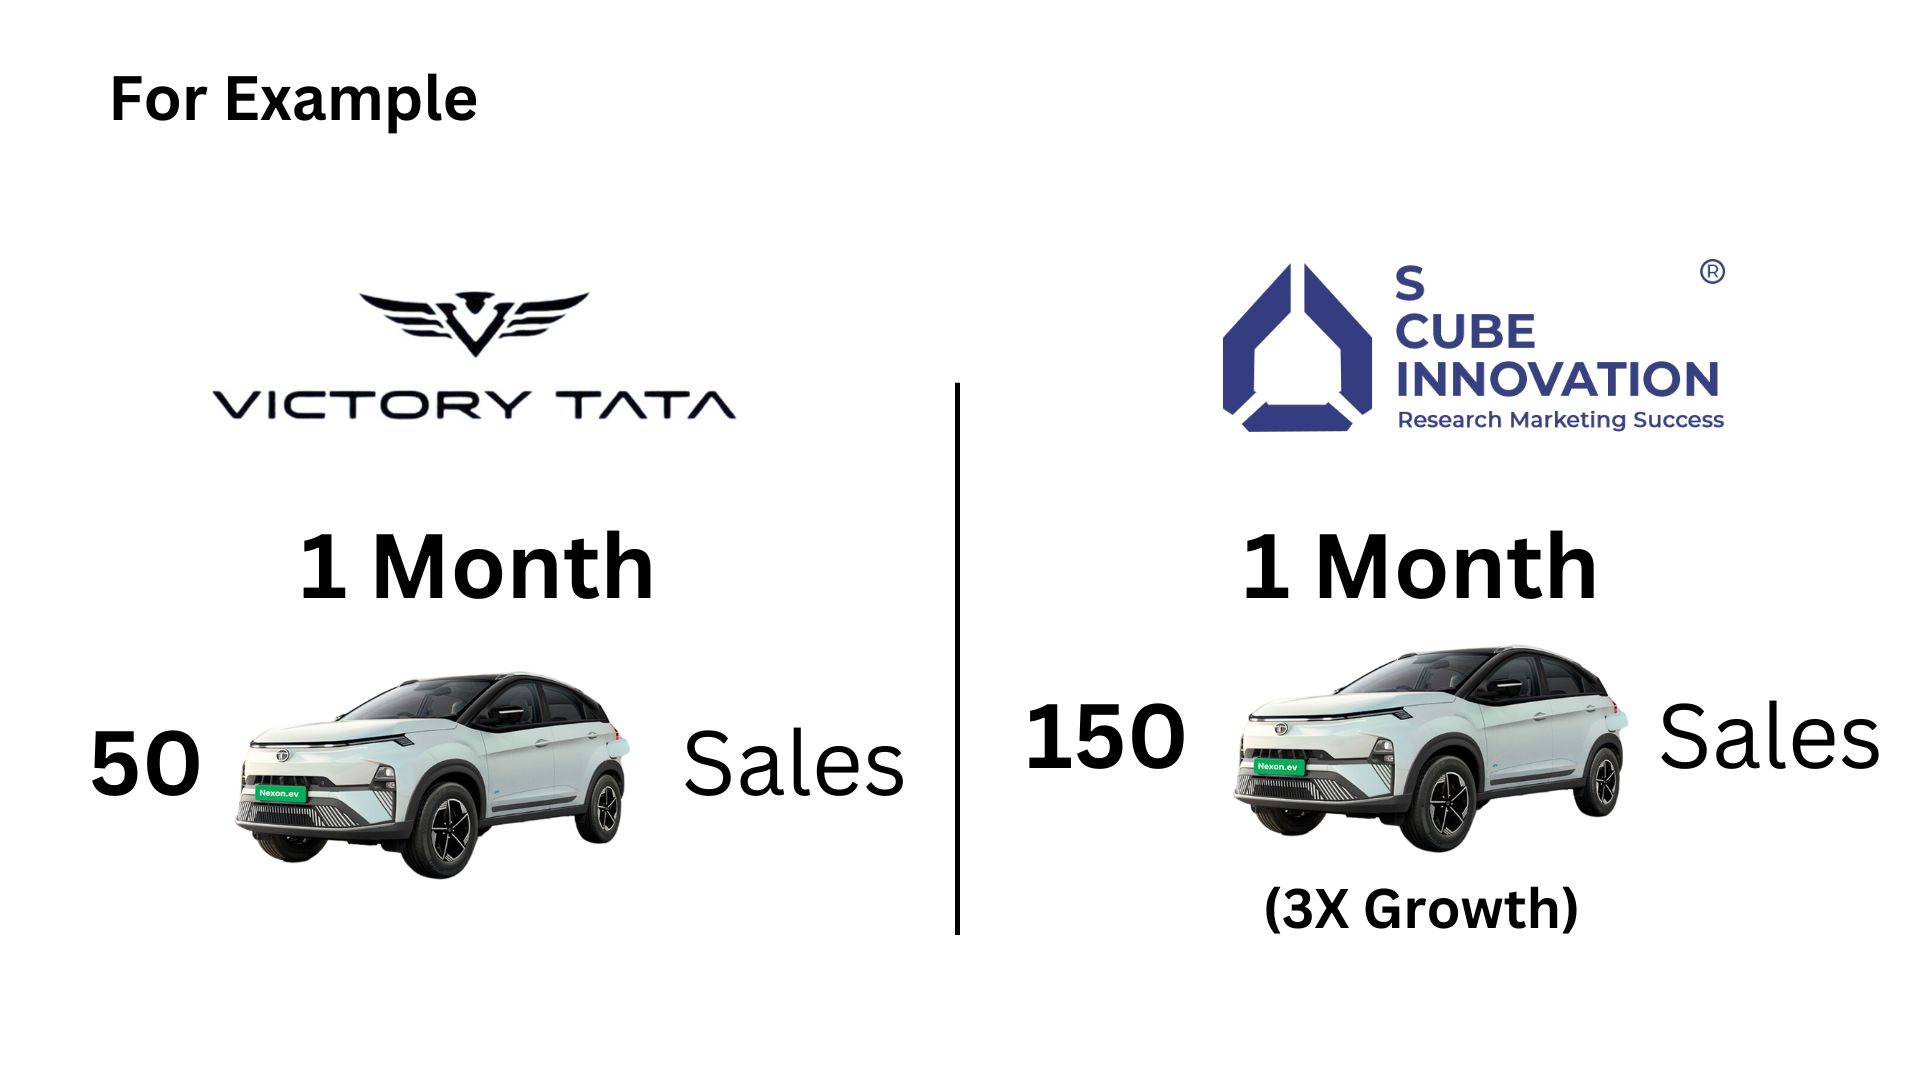 For Example
VICTORY TATA
1 Month
50
Nexon.ev
Sales
S
CUBE
INNOVATION
®
Research Marketing Success
1 Month
150
Nexon.ev
Sales
(3X Growth)